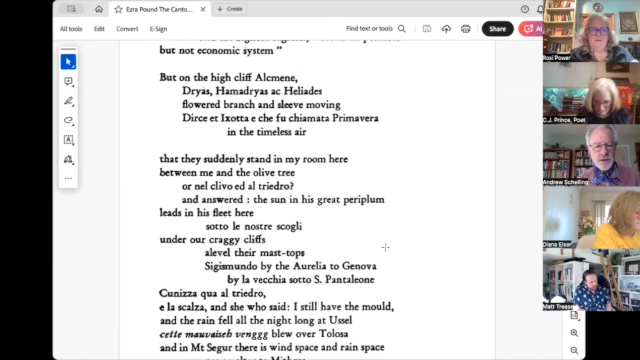 Ezra Pound The Canto...
+ Create
All tools
Edit
Convert
E-Sign
Find text or tools
Share
AI
but not economic system "
But on the high cliff Alcmene,
Dryas, Hamadryas ac Heliades
flowered branch and sleeve moving
Dirce et Ixotta e che fu chiamata Primavera
in the timeless air
that they suddenly stand in my room here
between me and the olive tree
or nel clivo ed al triedro?
and answered : the sun in his great periplum
leads in his fleet here
sotto le nostre scogli
under our craggy cliffs
alevel their mast-tops
Sigismundo by the Aurelia to Genova
by la vecchia sotto S. Pantaleone
Cunizza qua al triedro,
e la scalza, and she who said: I still have the mould,
and the rain fell all the night long at Ussel
cette mauvaiseh venggg blew over Tolosa
and in Mt Segur there is wind space and rain space
Roxi Power
C.J. Prince, Poet
Andrew Schelling
Diana Elser
Matt Tresse